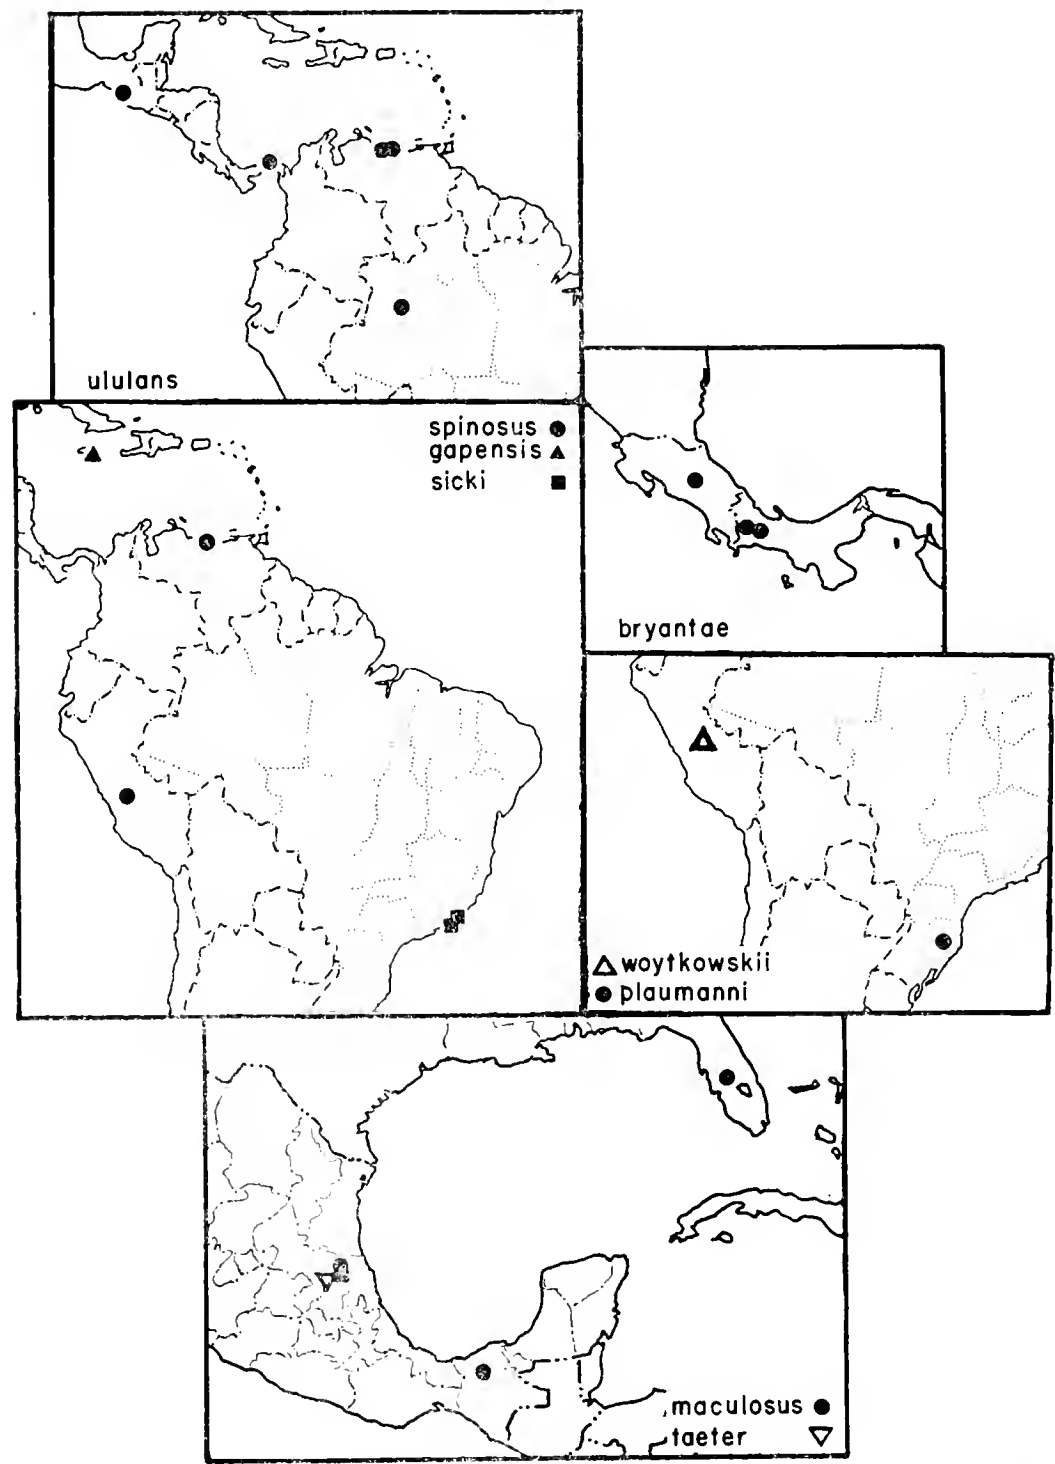 ululans
spinosus
gapensis
sicki
bryantae
woytkowskii
plaumanni
maculosus
taeter